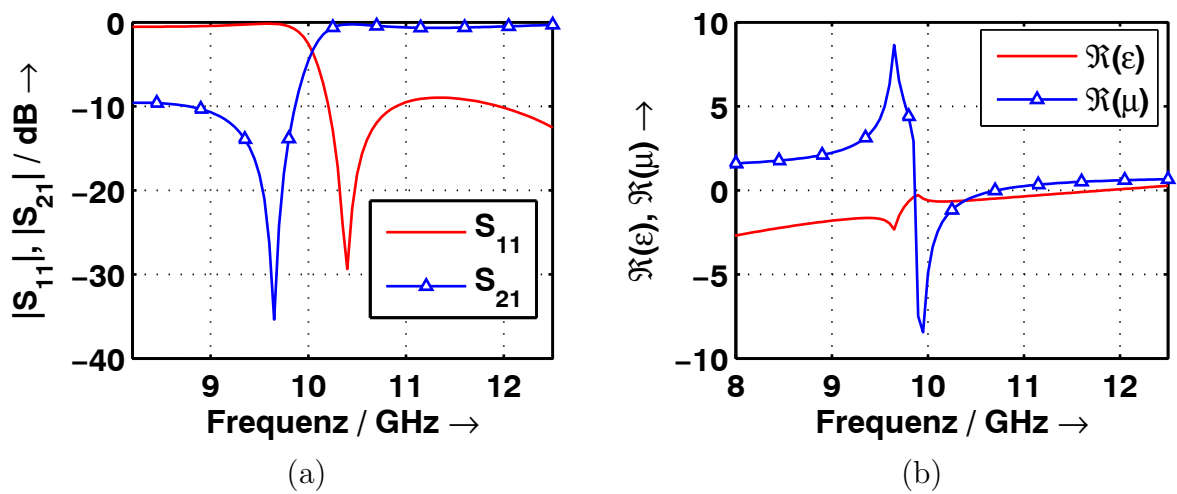 |S11|, |S21| / dB →
0
−10
−20
−30
−40
S11
S21
9
10
11
12
Frequenz / GHz →
(a)
ℜ(ε), ℜ(μ) →
10
5
0
−5
−10
ℜ(ε)
ℜ(μ)
8
9
10
11
12
Frequenz / GHz →
(b)